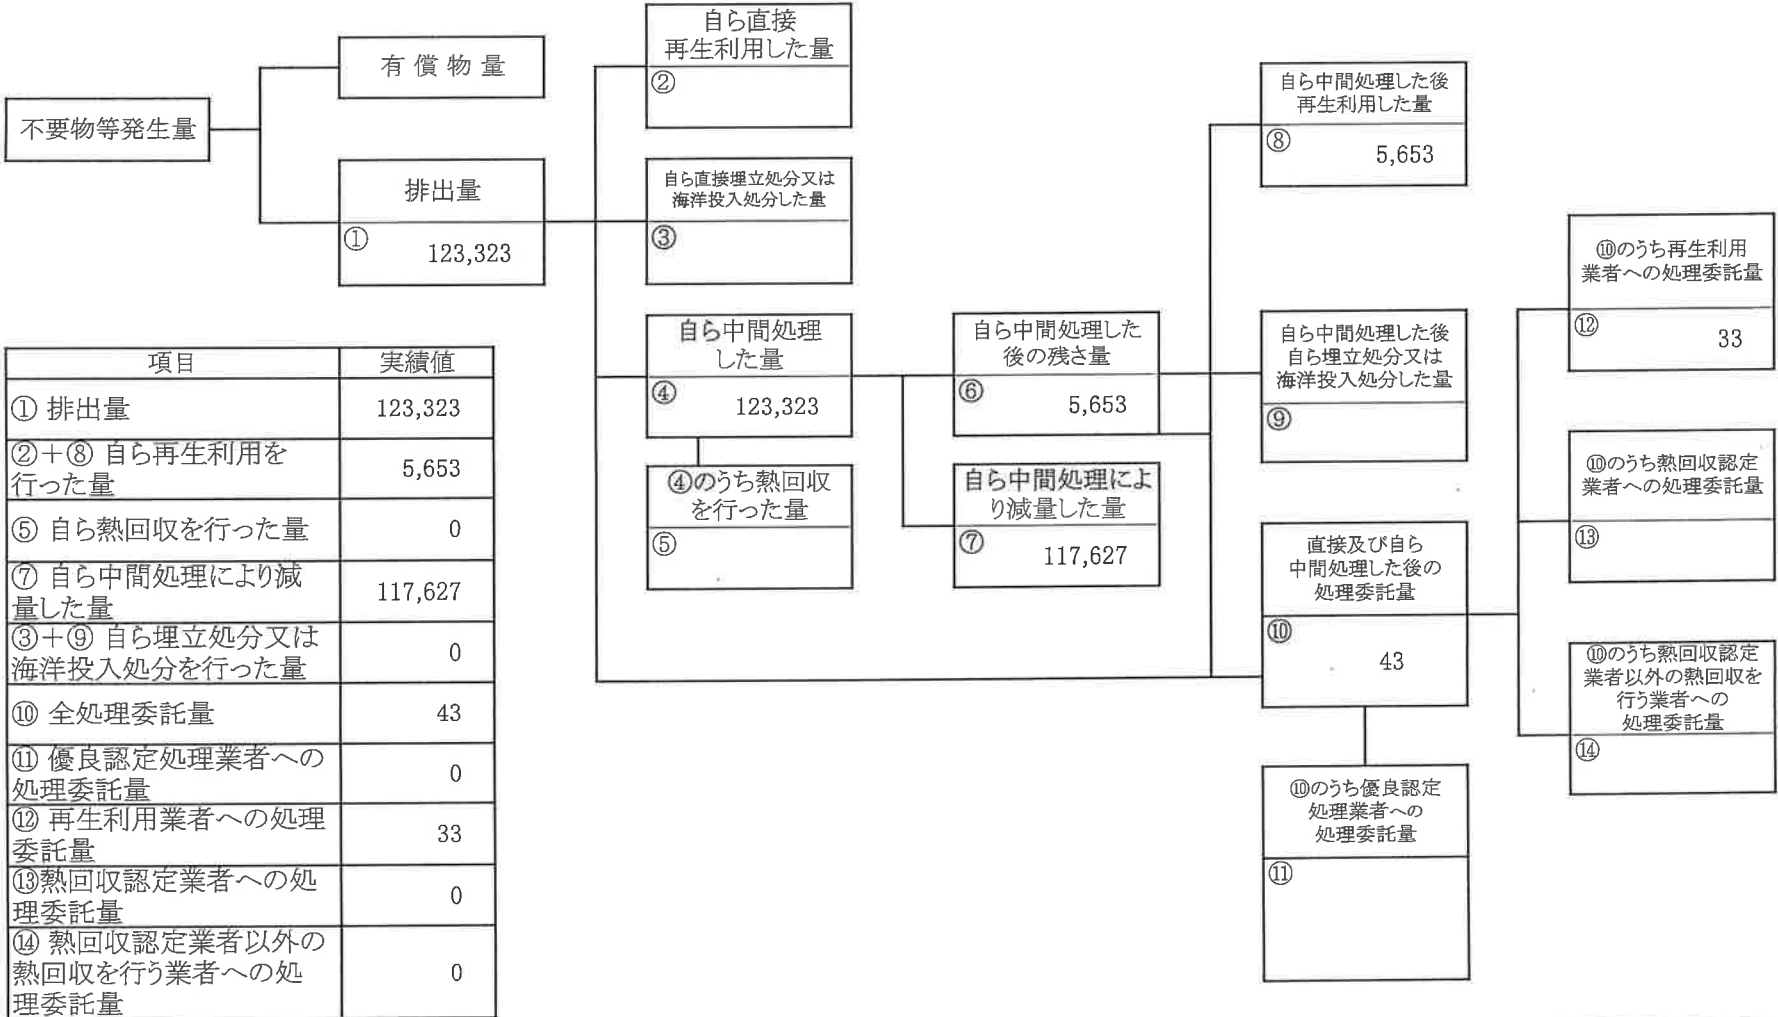 不要物等発生量
有償物量
排出量
①
123,323
自ら直接
再生利用した量
②
自ら直接埋立処分又は
海洋投入処分した量
③
自ら中間処理
した量
④
123,323
④のうち熱回収
を行った量
⑤
自ら中間処理した
後の残さ量
⑥
5,653
自ら中間処理によ
り減量した量
⑦
117,627
自ら中間処理した後
再生利用した量
⑧
5,653
自ら中間処理した後
自ら埋立処分又は
海洋投入処分した量
⑨
直接及び自ら
中間処理した後の
処理委託量
⑩
43
⑩のうち優良認定
処理業者への
処理委託量
⑪
⑩のうち再生利用
業者への処理委託量
⑫
33
⑩のうち熱回収認定
業者への処理委託量
⑬
⑩のうち熱回収認定
業者以外の熱回収を
行う業者への
処理委託量
⑭
項目 実績値
① 排出量 123,323
②＋⑧ 自ら再生利用を
行った量 5,653
⑤ 自ら熱回収を行った量 0
⑦ 自ら中間処理により減
量した量 117,627
③＋⑨ 自ら埋立処分又は
海洋投入処分を行った量 0
⑩ 全処理委託量 43
⑪ 優良認定処理業者への
処理委託量 0
⑫ 再生利用業者への処理
委託量 33
⑬熱回収認定業者への処
理委託量 0
⑭ 熱回収認定業者以外の
熱回収を行う業者への処
理委託量 0